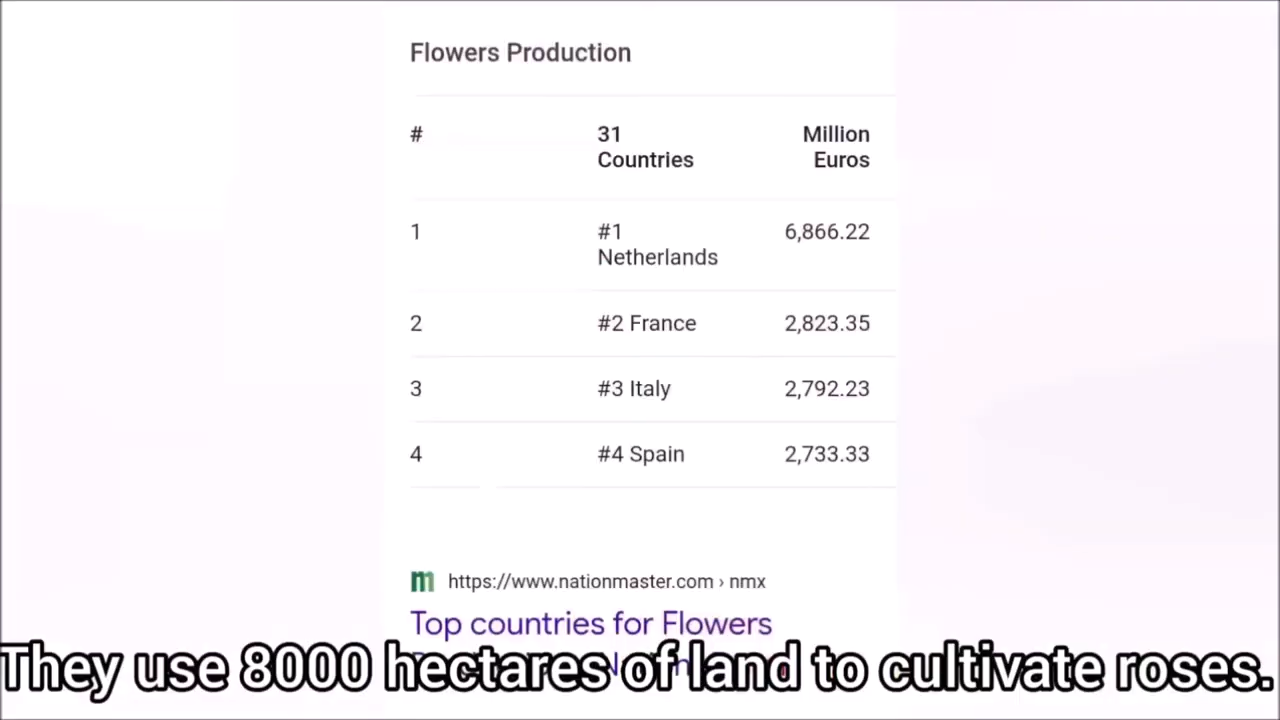 Flowers Production
# 31 Million
Countries Euros
1 #1 6,866.22
Netherlands
2 #2 France 2,823.35
3 #3 Italy 2,792.23
4 #4 Spain 2,733.33
https://www.nationmaster.com › nmx
Top countries for Flowers
They use 8000 hectares of land to cultivate roses.